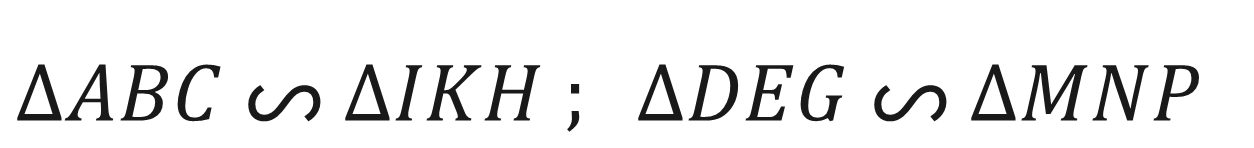 ΔABC ∽ ΔIKH ; ΔDEG ∽ ΔMNP